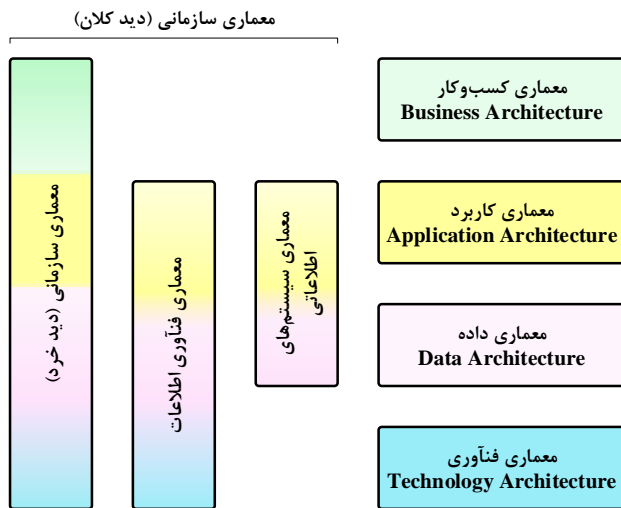 معماری سازمانی (دید کلان)
معماری کسب‌وکار
Business Architecture
معماری کاربرد
Application Architecture
معماری داده
Data Architecture
معماری فنآوری
Technology Architecture
معماری سیستم‌های
اطلاعاتی
معماری فنآوری اطلاعات
معماری سازمانی (دید خرد)